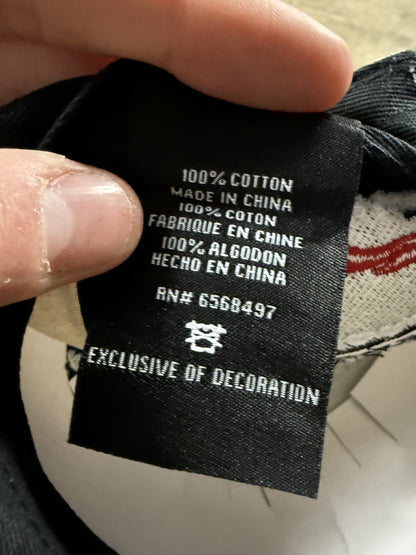 100% COTTON
MADE IN CHINA
100% COTON
FABRIQUE EN CHINE
100% ALGODON
HECHO EN CHINA
RN# 6568497
EXCLUSIVE OF DECORATION